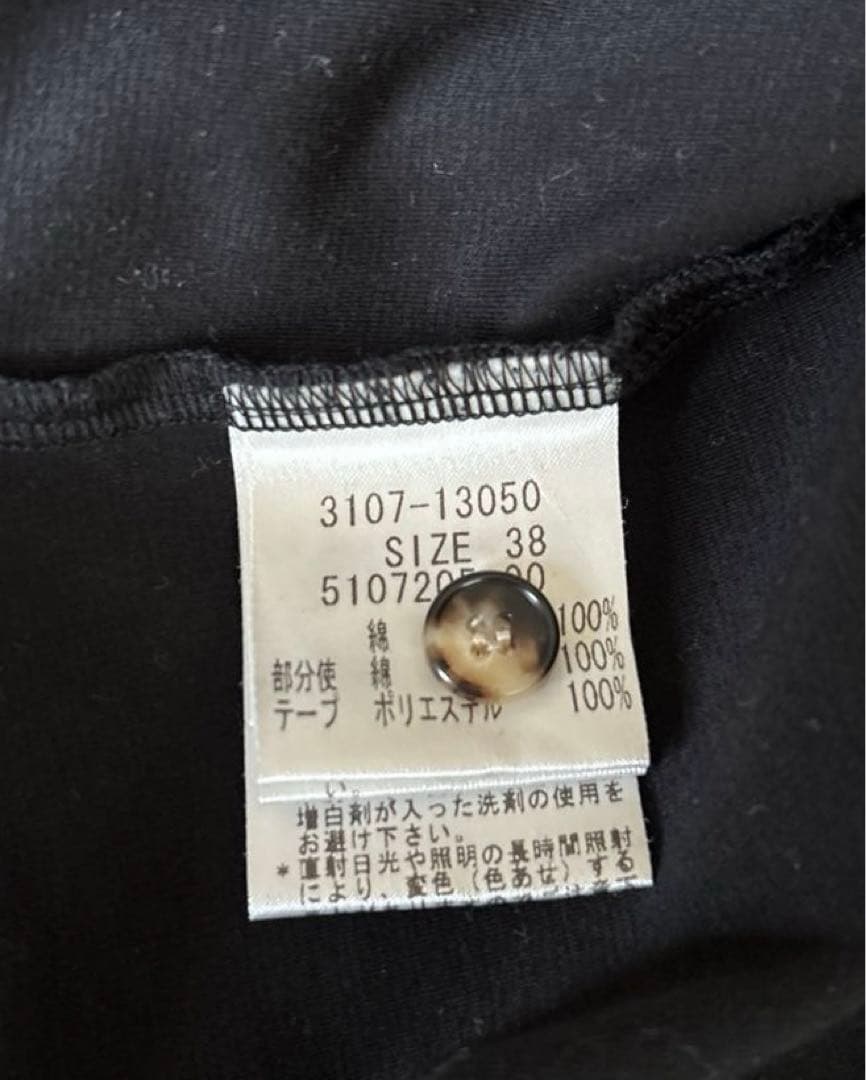 3107-13050
SIZE 38
綿 100%
部分使 綿 100%
テープ ポリエステル 100%
い。
増白剤が入った洗剤の使用を
お避け下さい。
*直射日光や照明の長時間照射
により、変色(色あせ)する